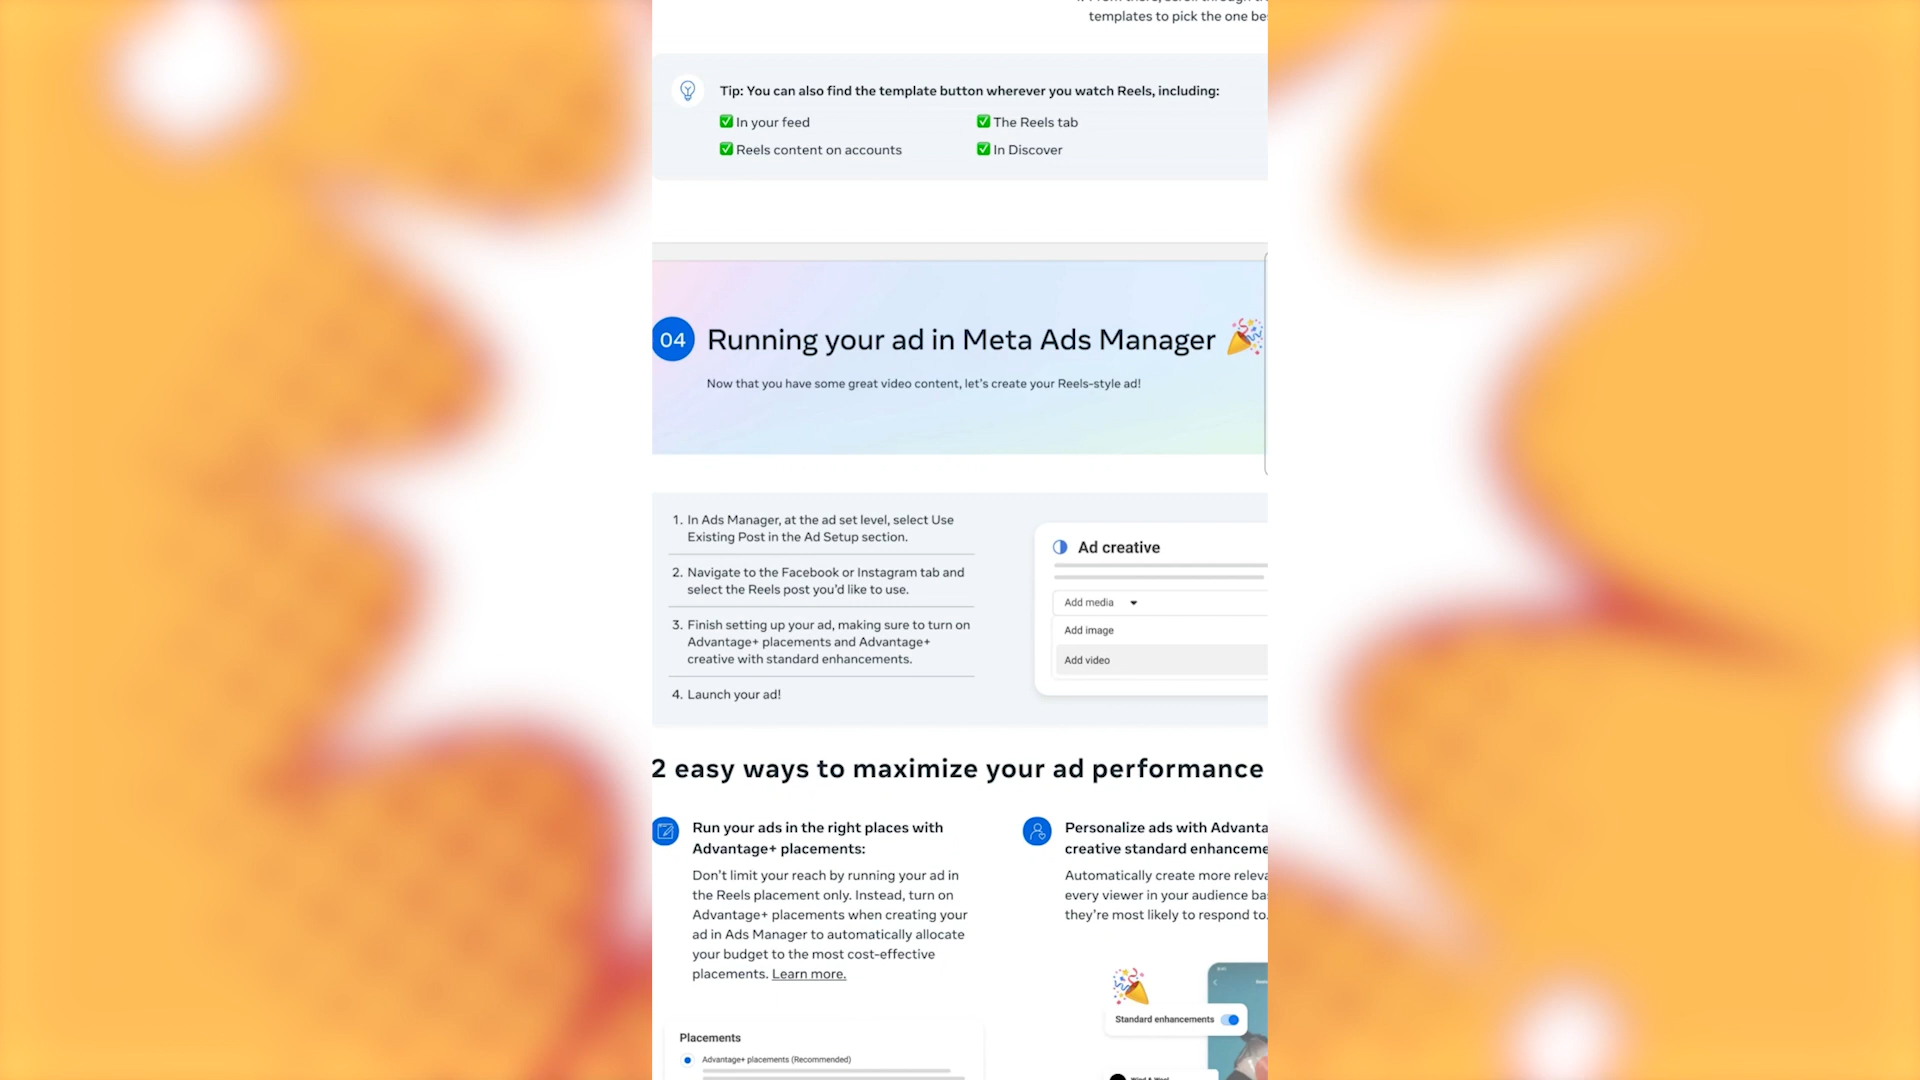 templates to pick the one be
Tip: You can also find the template button wherever you watch Reels, including:
✅ In your feed
✅ The Reels tab
✅ Reels content on accounts
✅ In Discover
04 Running your ad in Meta Ads Manager 🎉
Now that you have some great video content, let's create your Reels-style ad!
1. In Ads Manager, at the ad set level, select Use
Existing Post in the Ad Setup section.
2. Navigate to the Facebook or Instagram tab and
select the Reels post you'd like to use.
3. Finish setting up your ad, making sure to turn on
Advantage+ placements and Advantage+
creative with standard enhancements.
4. Launch your ad!
Ad creative
Add media
Add image
Add video
2 easy ways to maximize your ad performance
Run your ads in the right places with
Advantage+ placements:
Don't limit your reach by running your ad in
the Reels placement only. Instead, turn on
Advantage+ placements when creating your
ad in Ads Manager to automatically allocate
your budget to the most cost-effective
placements. Learn more.
Placements
Advantage+ placements (Recommended)
Personalize ads with Advanta
creative standard enhanceme
Automatically create more releva
every viewer in your audience ba
they're most likely to respond to.
Standard enhancements